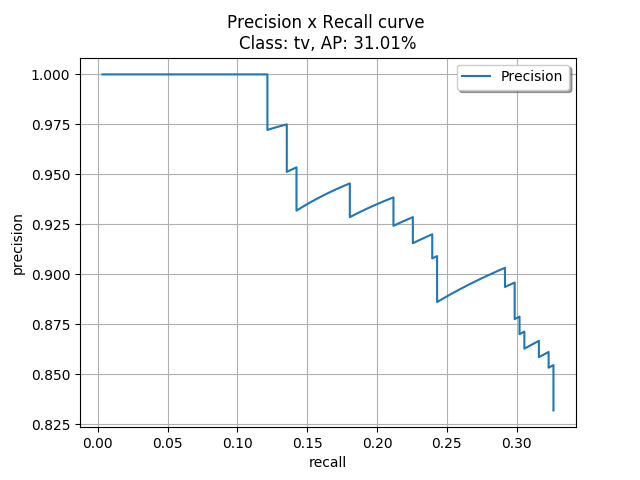 Precision x Recall curve
Class: tv, AP: 31.01%
Precision
1.000
0.975
0.950
0.925
0.900
0.875
0.850
0.825
precision
0.00 0.05 0.10 0.15 0.20 0.25 0.30
recall